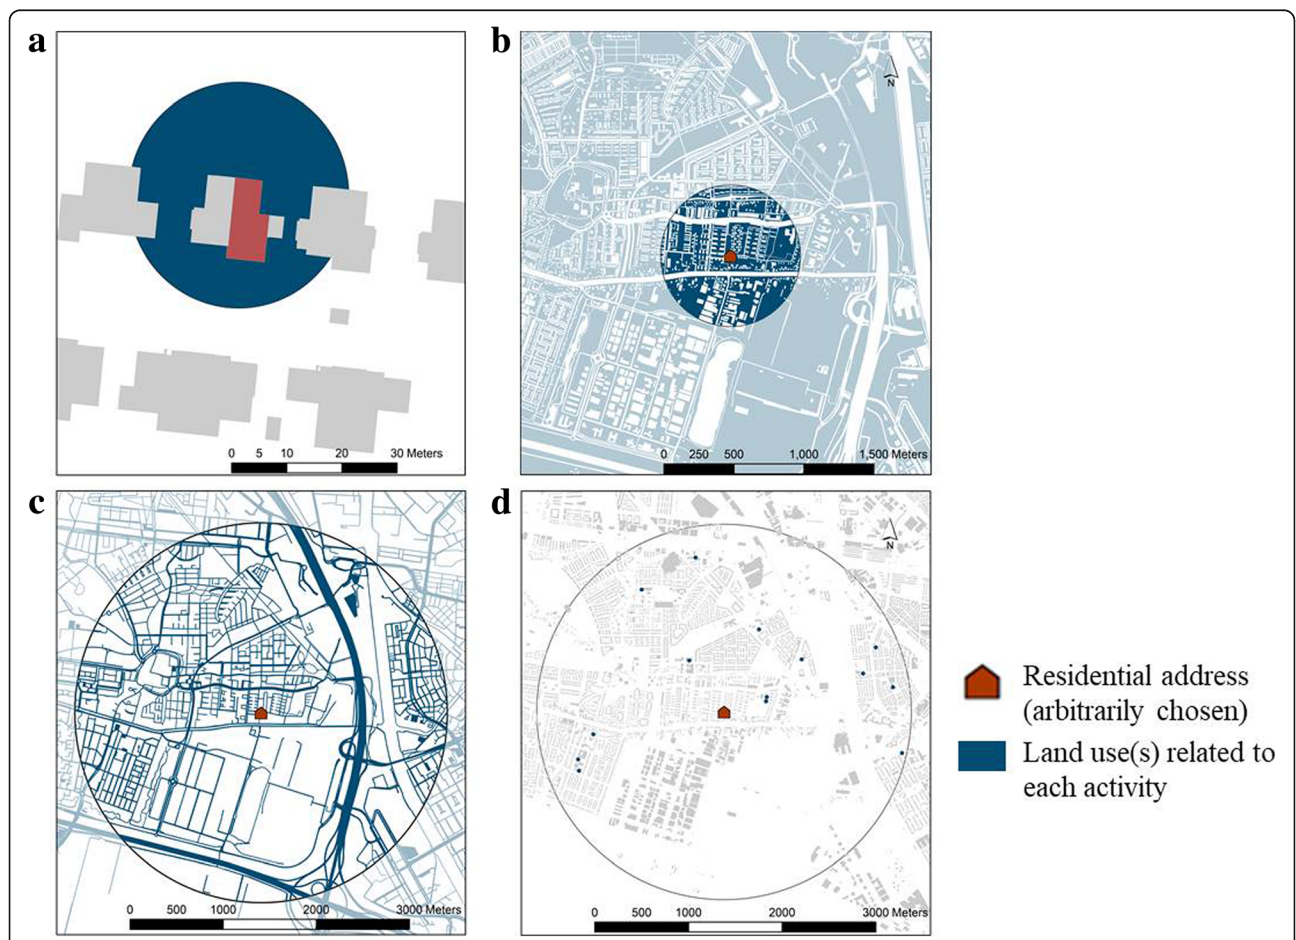 a
0 5 10 20 30 Meters
b
N
0 250 500 1,000 1,500 Meters
c
0 500 1000 2000 3000 Meters
d
N
0 500 1000 2000 3000 Meters
Residential address
(arbitrarily chosen)
Land use(s) related to
each activity